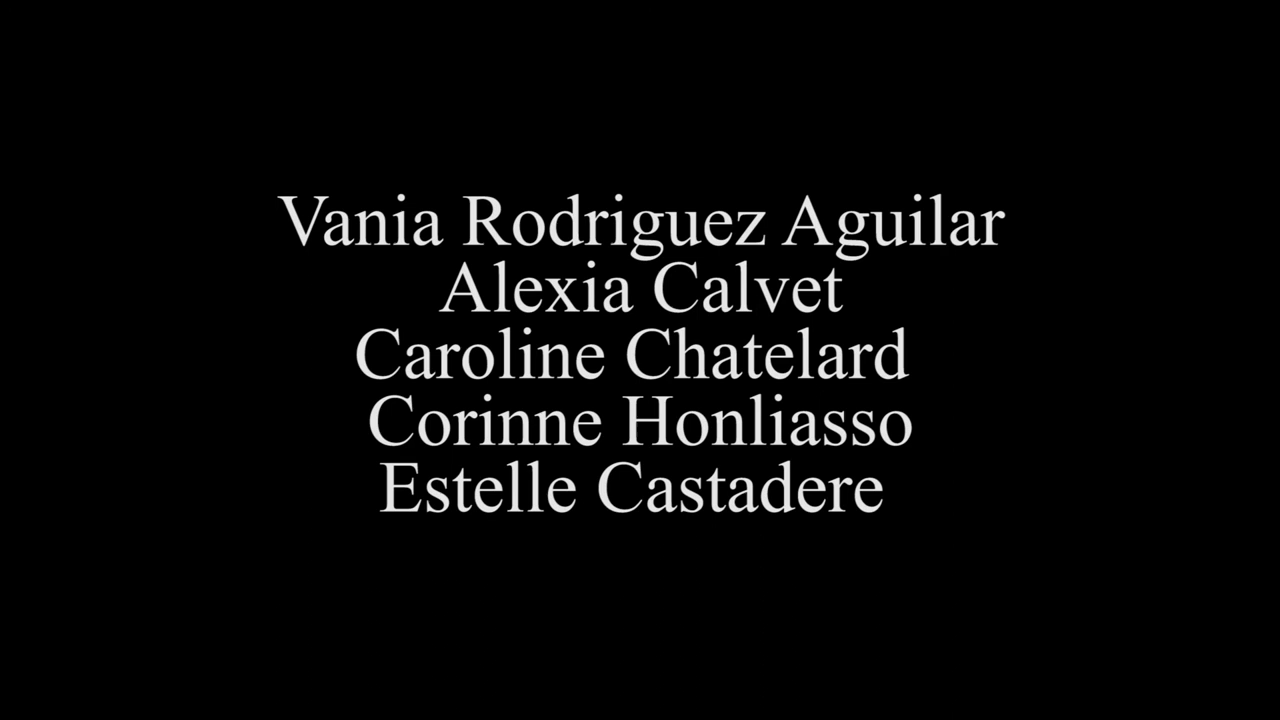 Vania Rodriguez Aguilar
Alexia Calvet
Caroline Chatelard
Corinne Honliasso
Estelle Castadere